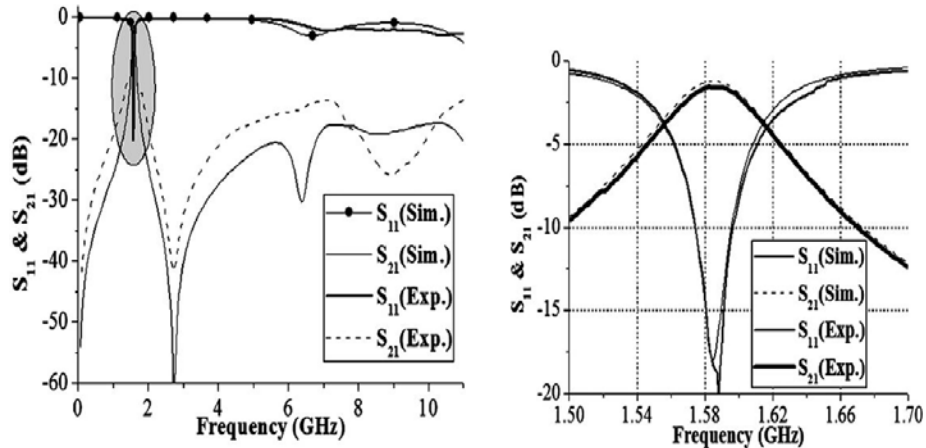 S11 & S21 (dB)
0
-10
-20
-30
-40
-50
-60
0 2 4 6 8 10
Frequency (GHz)
S11(Sim.)
S21(Sim.)
S11(Exp.)
S21(Exp.)
S11 & S21 (dB)
0
-5
-10
-15
-20
1.50 1.54 1.58 1.62 1.66 1.70
Frequency (GHz)
S11(Sim.)
S21(Sim.)
S11(Exp.)
S21(Exp.)